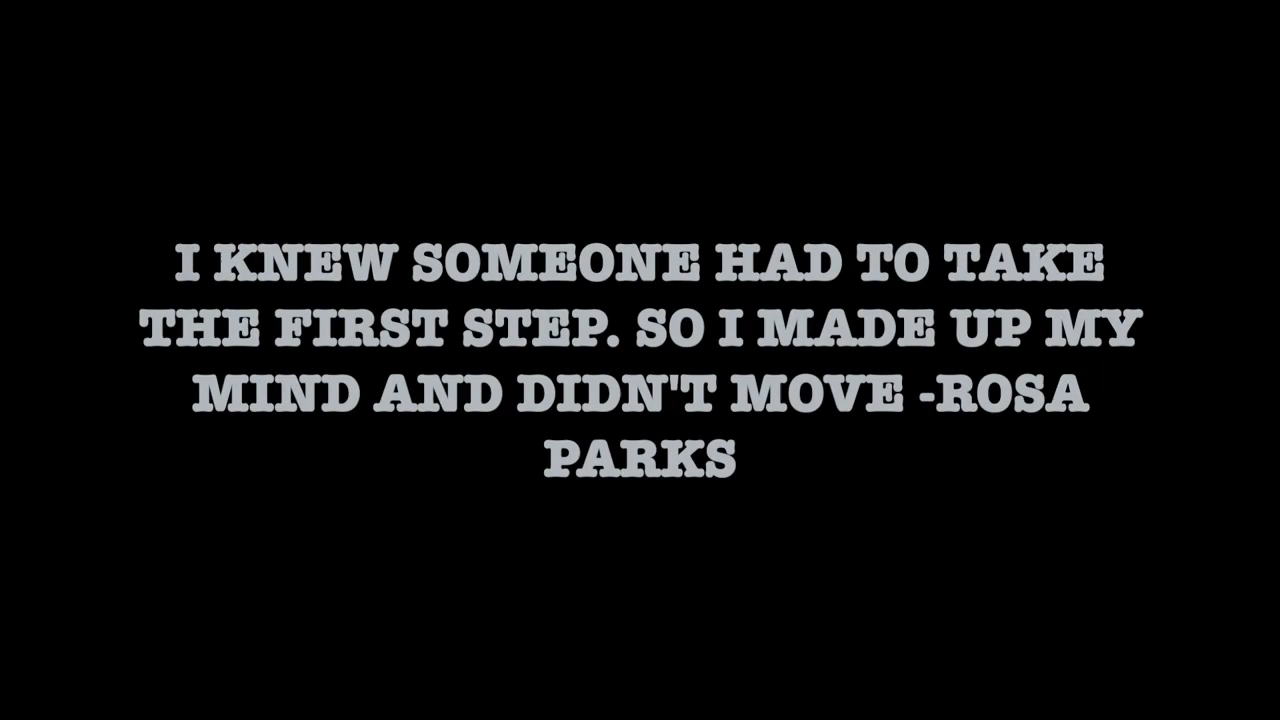 I KNEW SOMEONE HAD TO TAKE
THE FIRST STEP. SO I MADE UP MY
MIND AND DIDN'T MOVE -ROSA
PARKS